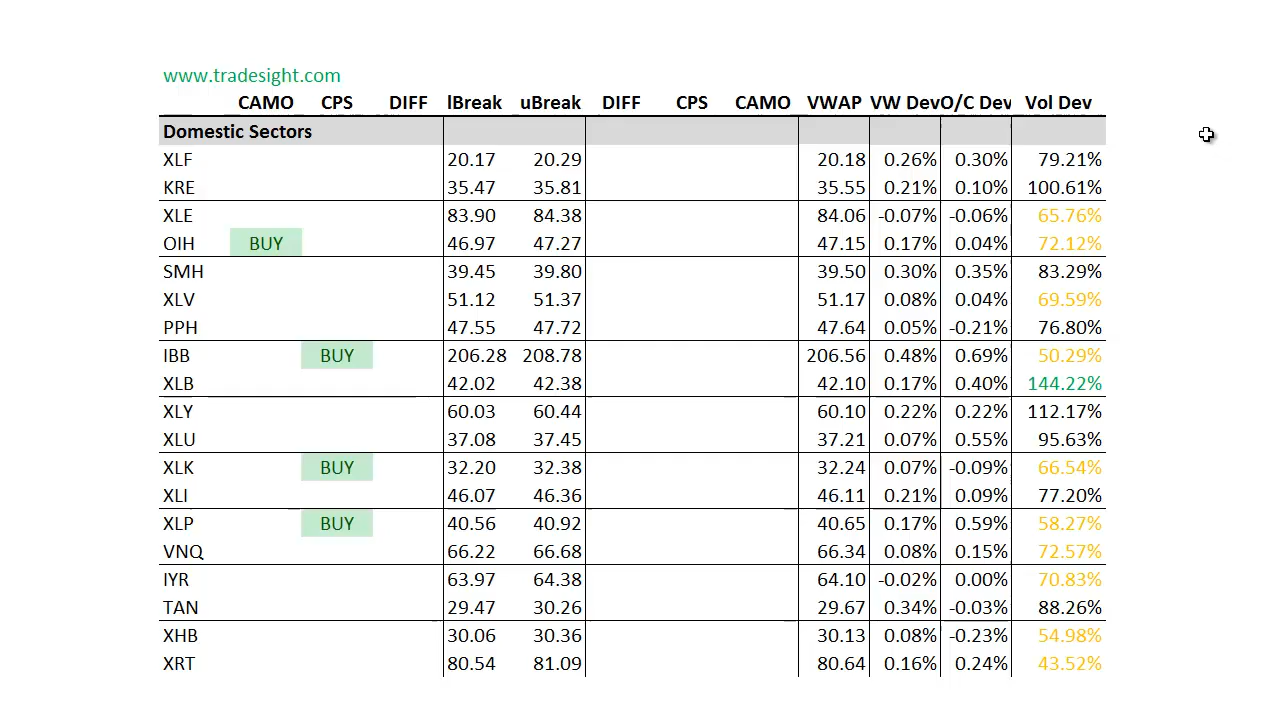 www.tradesight.com
CAMO CPS DIFF lBreak uBreak DIFF CPS CAMO VWAP VW Dev O/C Dev Vol Dev
Domestic Sectors
XLF 20.17 20.29 20.18 0.26% 0.30% 79.21%
KRE 35.47 35.81 35.55 0.21% 0.10% 100.61%
XLE 83.90 84.38 84.06 -0.07% -0.06% 65.76%
OIH BUY 46.97 47.27 47.15 0.17% 0.04% 72.12%
SMH 39.45 39.80 39.50 0.30% 0.35% 83.29%
XLV 51.12 51.37 51.17 0.08% 0.04% 69.59%
PPH 47.55 47.72 47.64 0.05% -0.21% 76.80%
IBB BUY 206.28 208.78 206.56 0.48% 0.69% 50.29%
XLB 42.02 42.38 42.10 0.17% 0.40% 144.22%
XLY 60.03 60.44 60.10 0.22% 0.22% 112.17%
XLU 37.08 37.45 37.21 0.07% 0.55% 95.63%
XLK BUY 32.20 32.38 32.24 0.07% -0.09% 66.54%
XLI 46.07 46.36 46.11 0.21% 0.09% 77.20%
XLP BUY 40.56 40.92 40.65 0.17% 0.59% 58.27%
VNQ 66.22 66.68 66.34 0.08% 0.15% 72.57%
IYR 63.97 64.38 64.10 -0.02% 0.00% 70.83%
TAN 29.47 30.26 29.67 0.34% -0.03% 88.26%
XHB 30.06 30.36 30.13 0.08% -0.23% 54.98%
XRT 80.54 81.09 80.64 0.16% 0.24% 43.52%